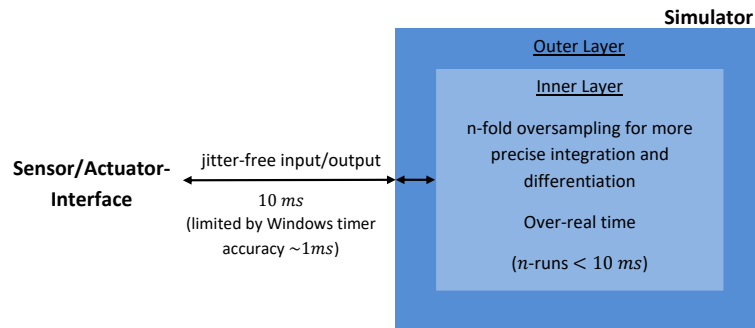 Simulator
Outer Layer
Inner Layer
n-fold oversampling for more
precise integration and
differentiation
Over-real time
(n-runs < 10 ms)
Sensor/Actuator-
Interface
jitter-free input/output
10 ms
(limited by Windows timer
accuracy ~1ms)